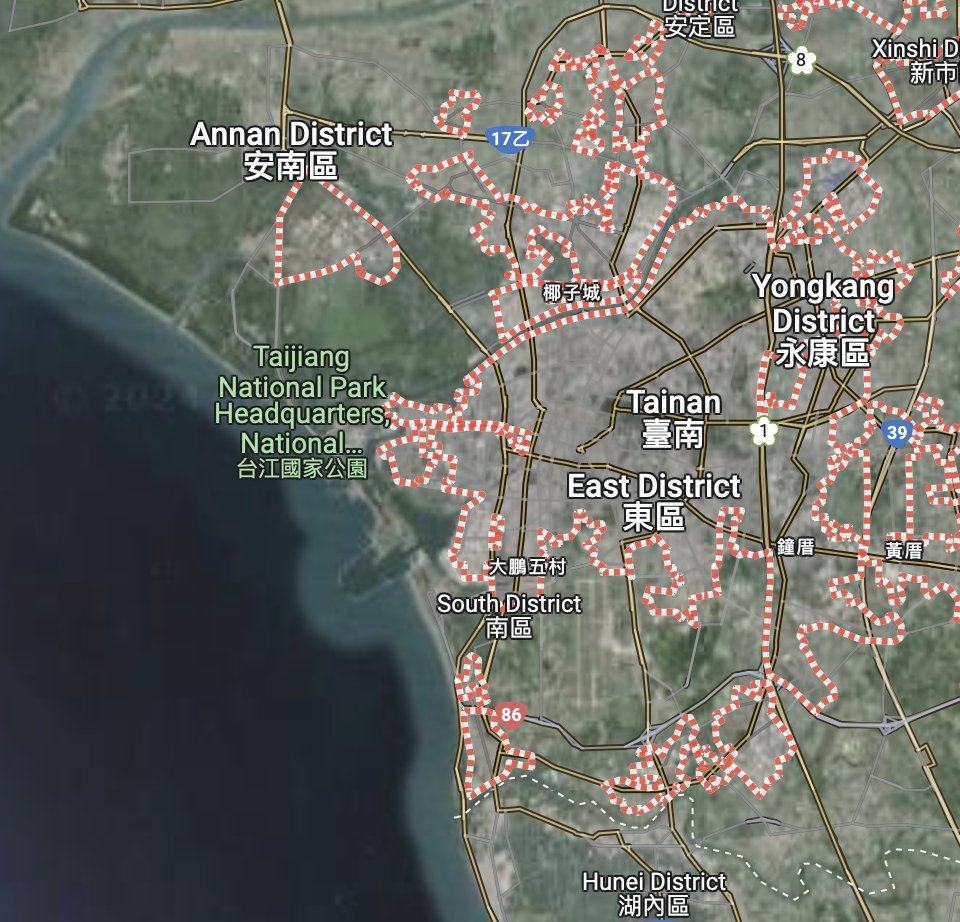 District
安定區
8
Xinshi D
新市
Annan District
安南區
17乙
椰子城
Yongkang
District
永康區
Taijiang
National Park
Headquarters,
National...
台江國家公園
Tainan
臺南
1
39
East District
東區
鐘厝
黃厝
大鵬五村
South District
南區
86
Hunei District
湖內區